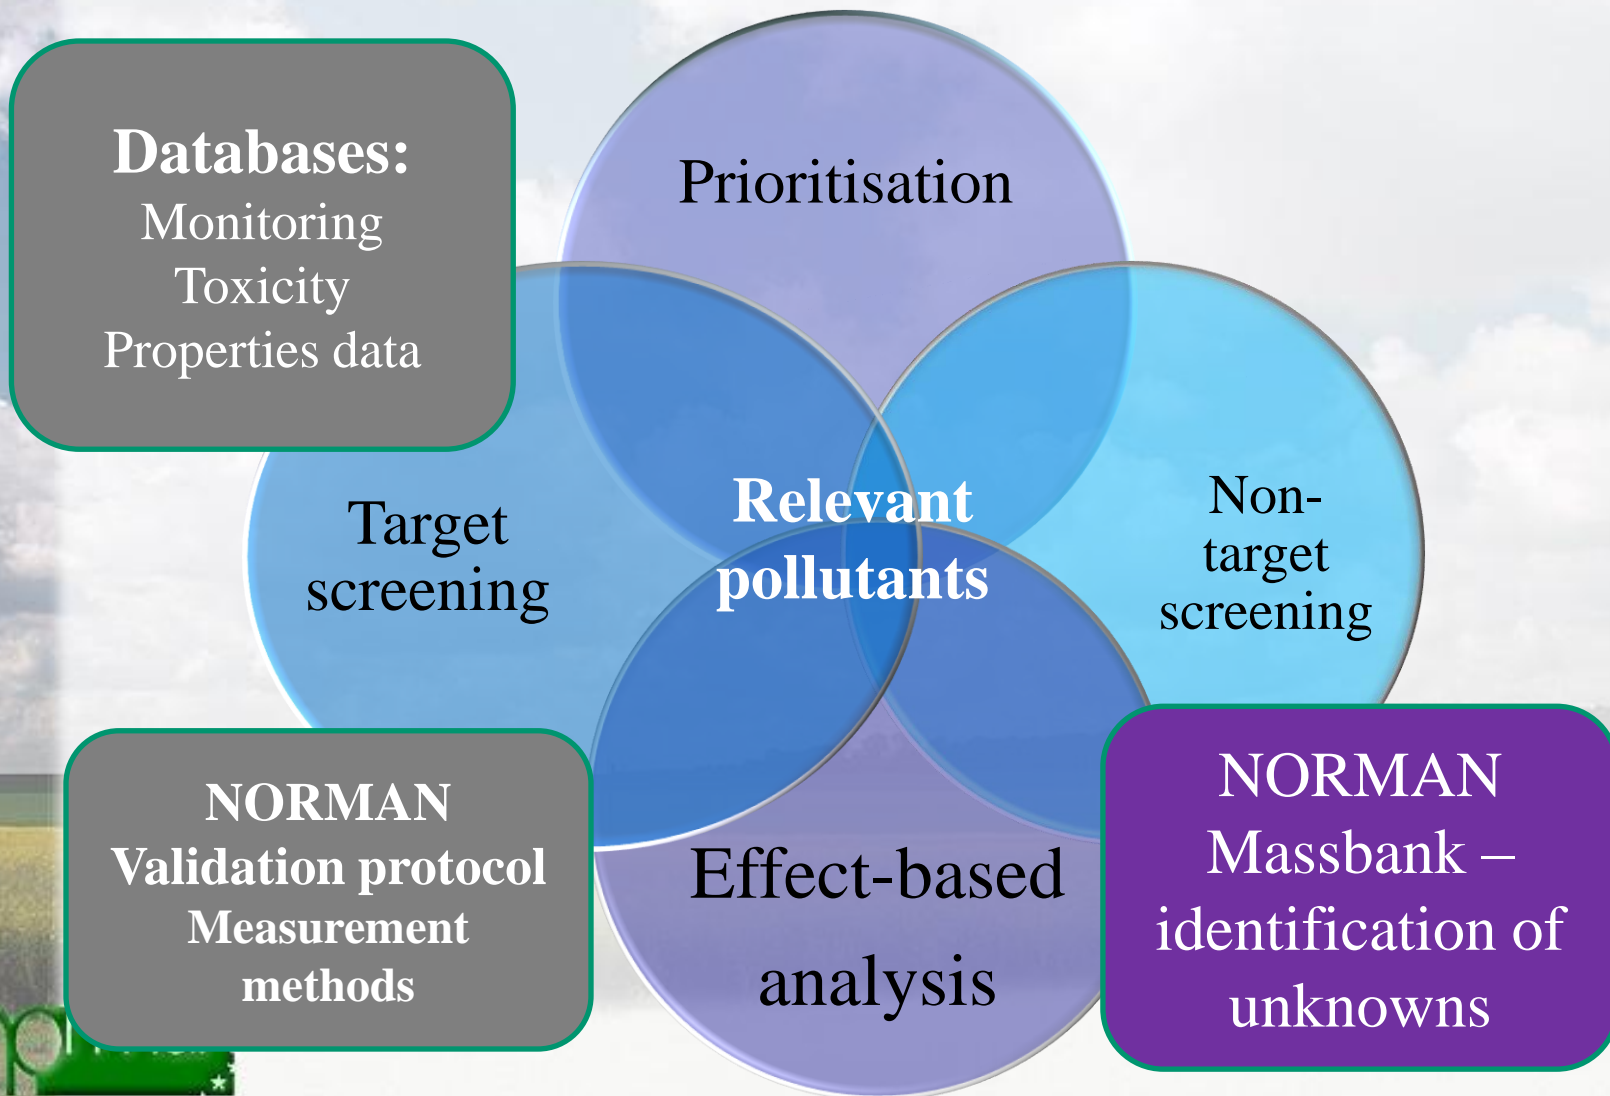 Databases:
Monitoring
Toxicity
Properties data
Prioritisation
Target
screening
Relevant
pollutants
Non-
target
screening
NORMAN
Validation protocol
Measurement
methods
Effect-based
analysis
NORMAN
Massbank –
identification of
unknowns